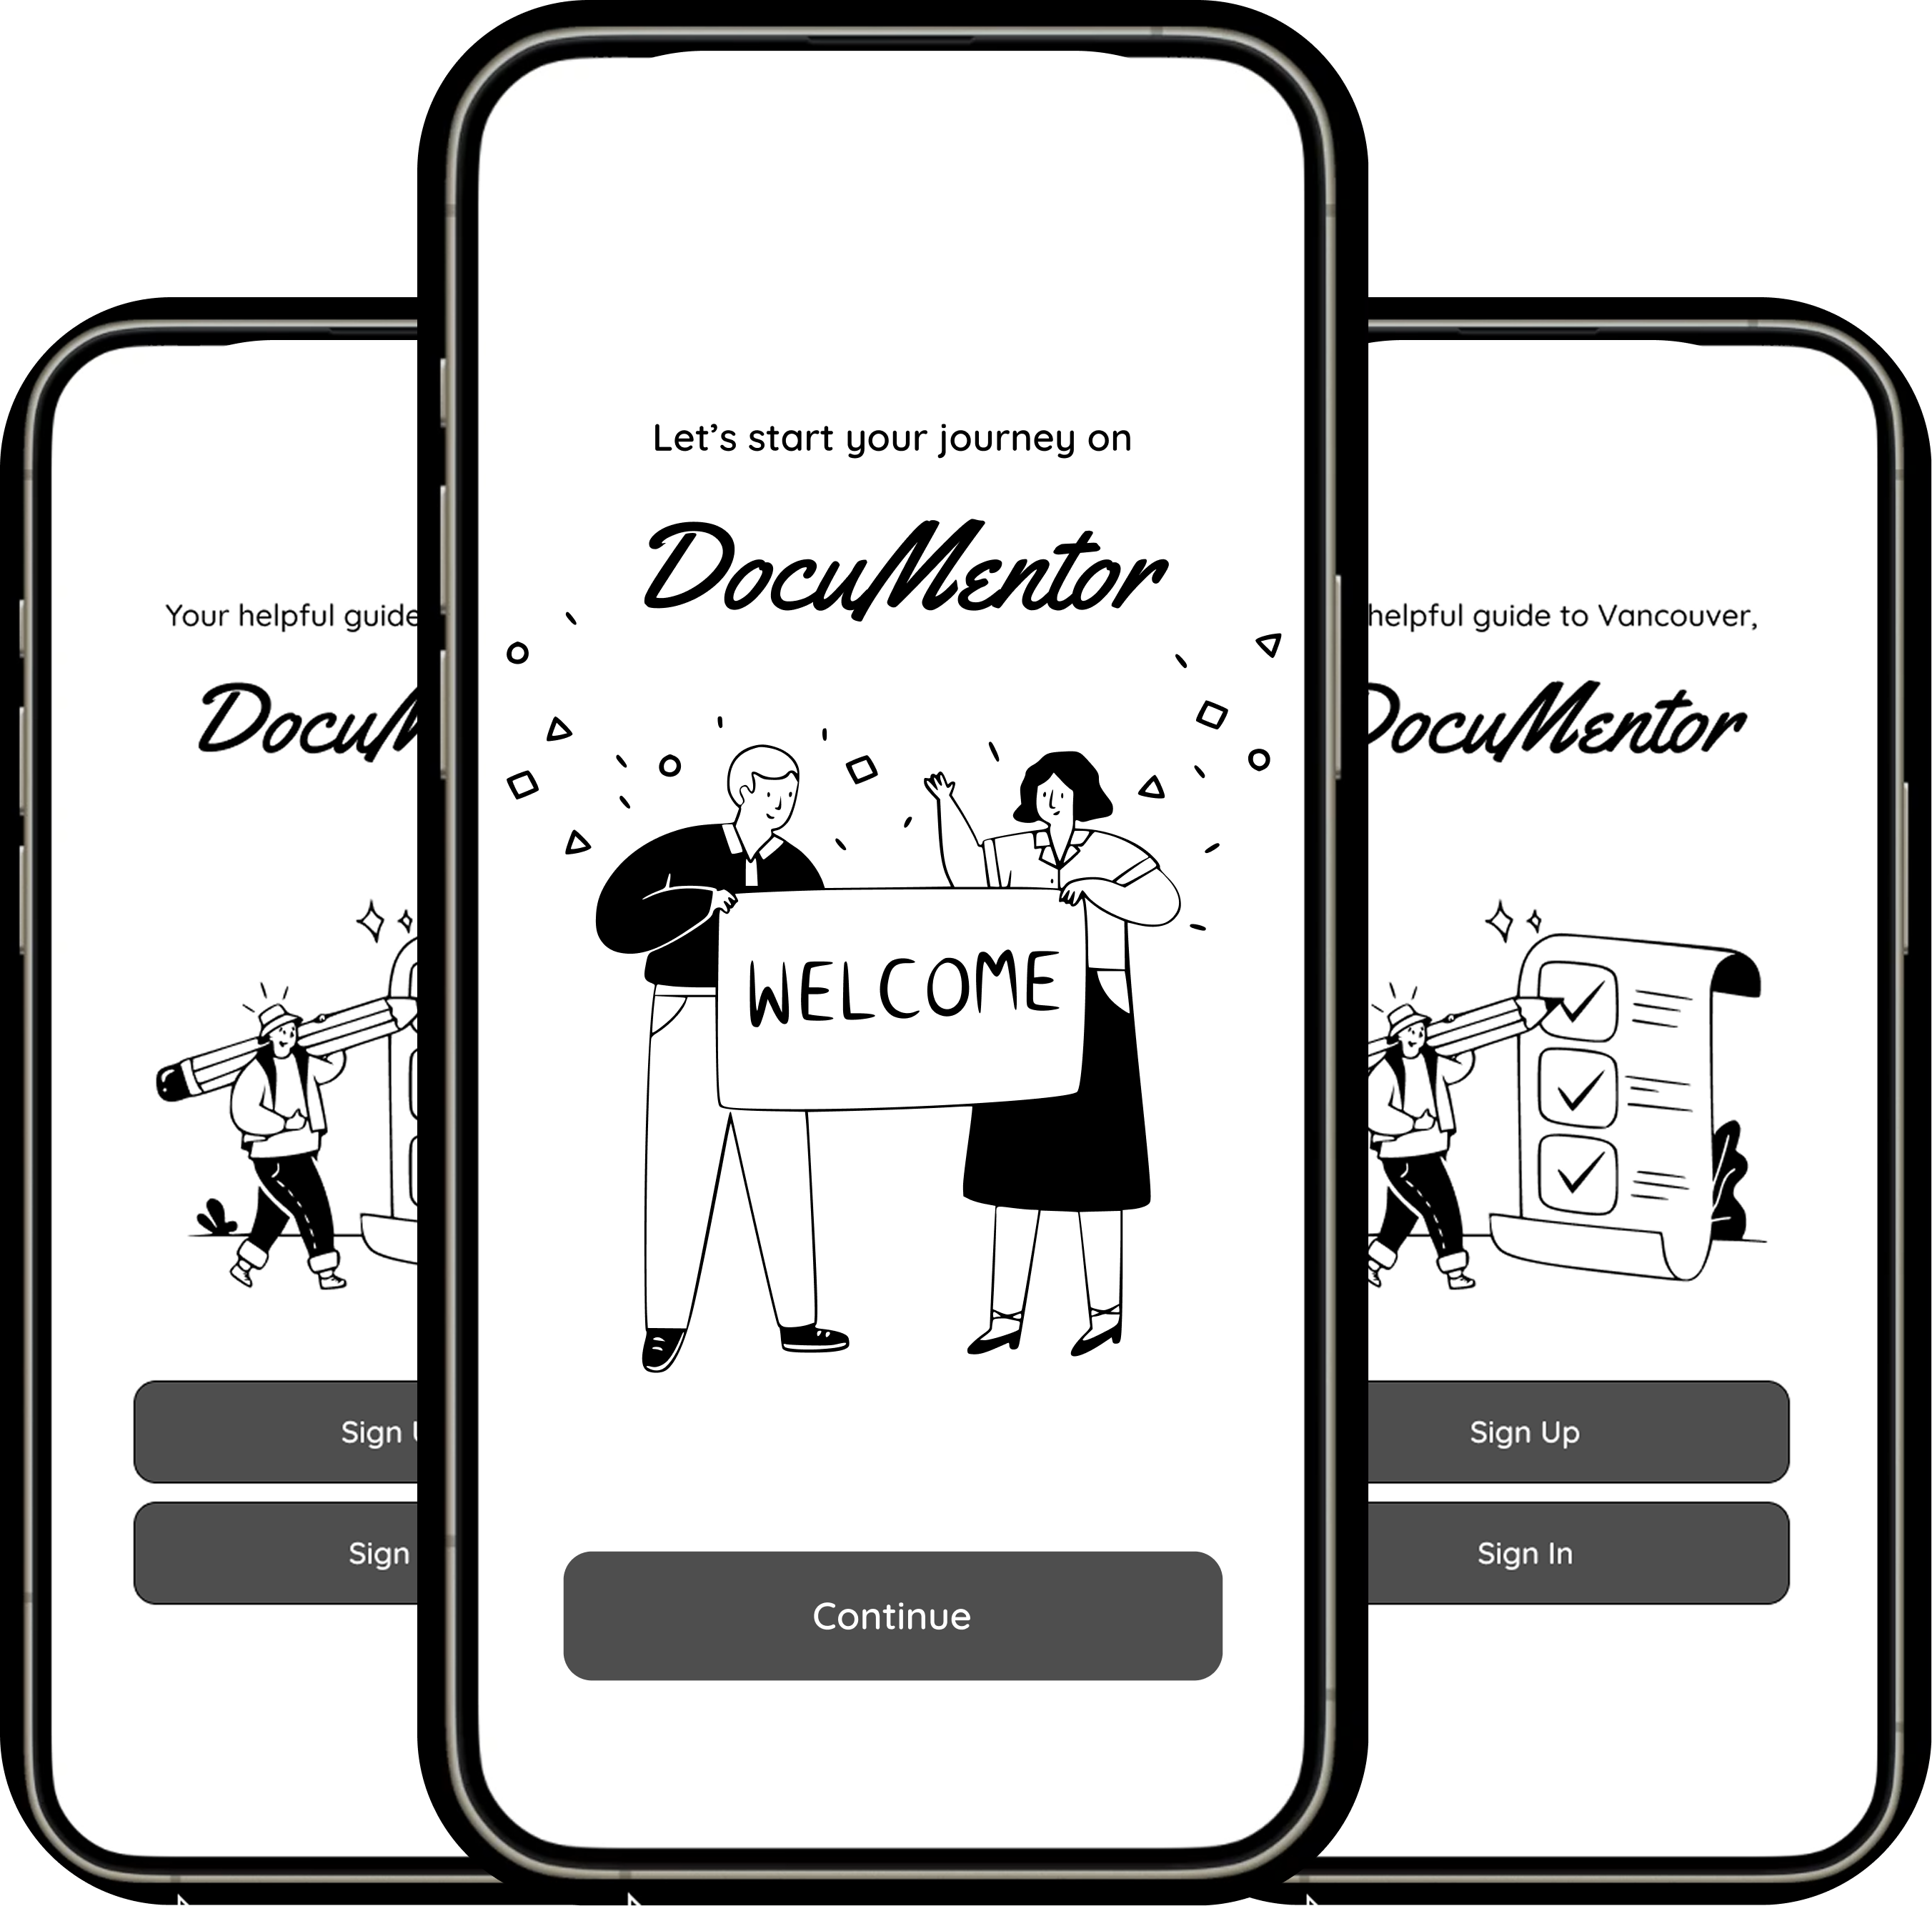 Your helpful guide
DocuM
Sign U
Sign
Let's start your journey on
DocuMentor
WELCOME
Continue
helpful guide to Vancouver,
DocuMentor
Sign Up
Sign In